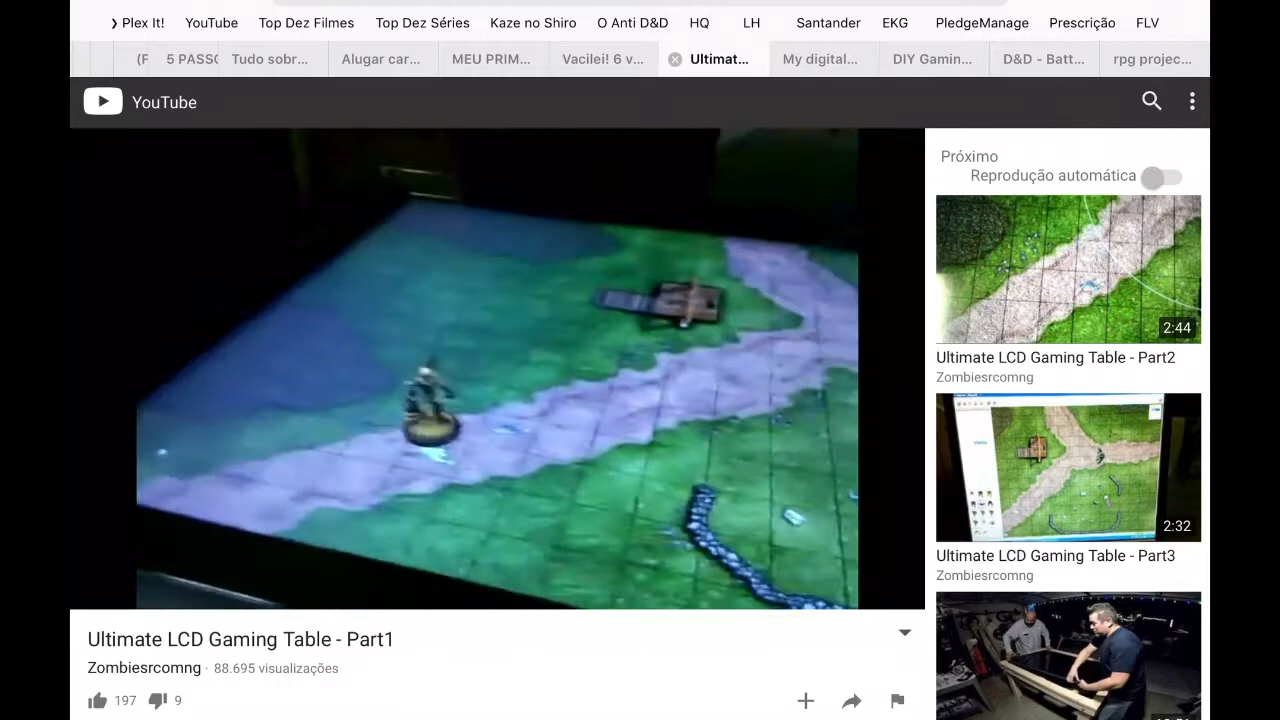 ❯ Plex It! YouTube Top Dez Filmes Top Dez Séries Kaze no Shiro O Anti D&D HQ LH Santander EKG PledgeManage Prescrição FLV
(F 5 PASSO Tudo sobr... Alugar car... MEU PRIM... Vacilei! 6 v... Ultimat... My digital... DIY Gamin... D&D - Batt... rpg projec...
YouTube
Próximo
Reprodução automática
2:44
Ultimate LCD Gaming Table - Part2
Zombiesrcomng
2:32
Ultimate LCD Gaming Table - Part3
Zombiesrcomng
Ultimate LCD Gaming Table - Part1
Zombiesrcomng · 88.695 visualizações
197 9